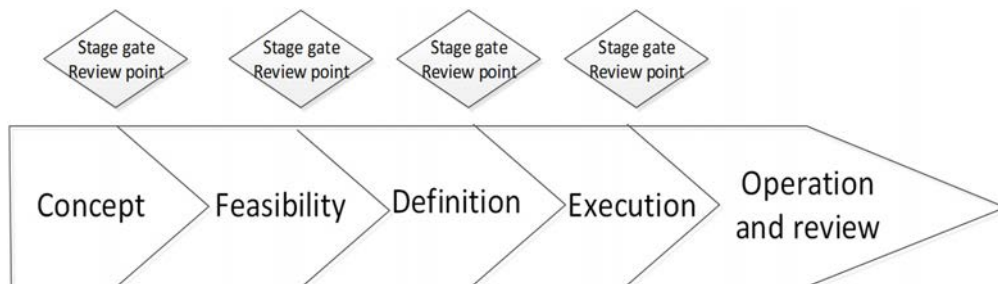 Stage gate
Review point
Stage gate
Review point
Stage gate
Review point
Stage gate
Review point
Concept
Feasibility
Definition
Execution
Operation
and review